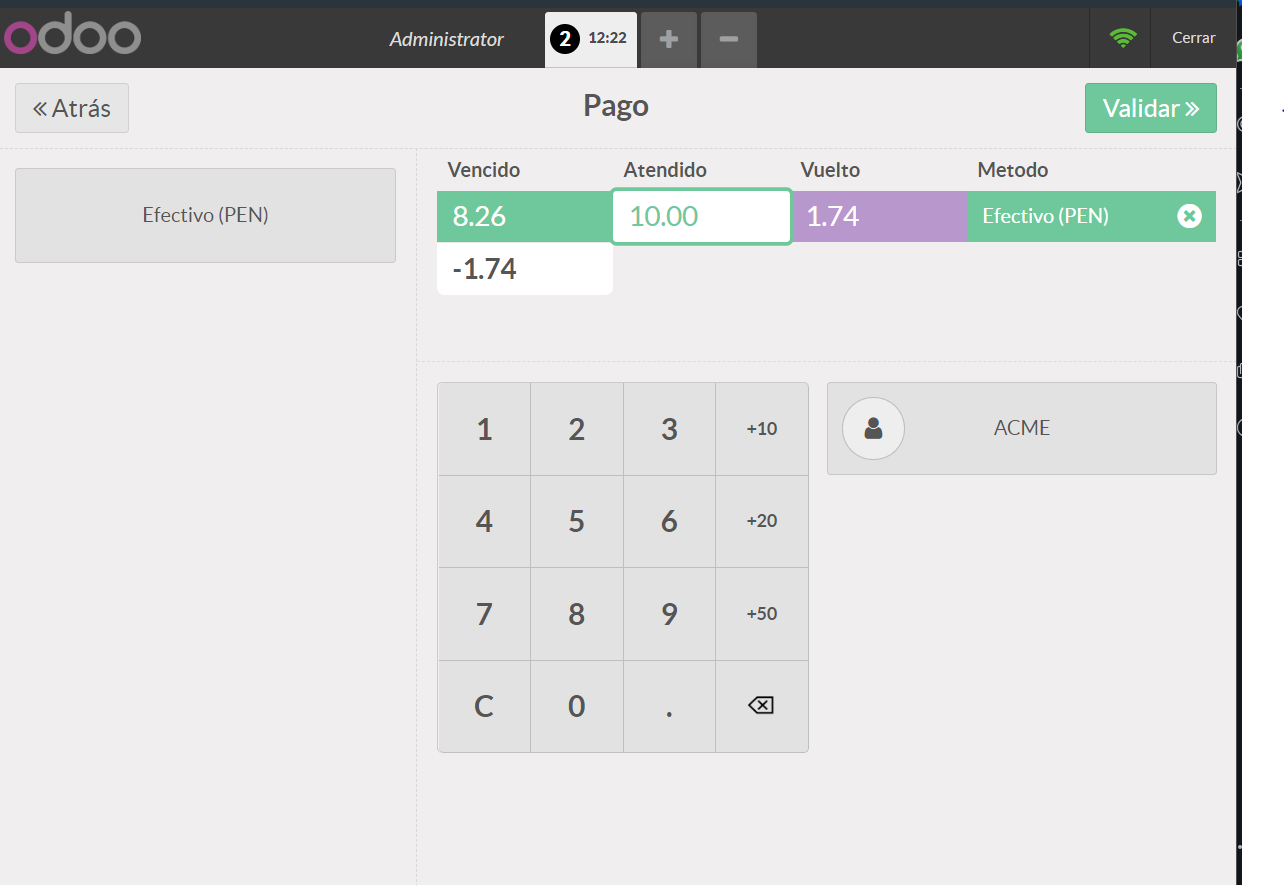 odoo
Administrator
2 12:22
Cerrar
Atrás
Pago
Validar
Efectivo (PEN)
Vencido Atendido Vuelto Metodo
8.26 10.00 1.74 Efectivo (PEN)
-1.74
1 2 3 +10
4 5 6 +20
7 8 9 +50
C 0 .
ACME